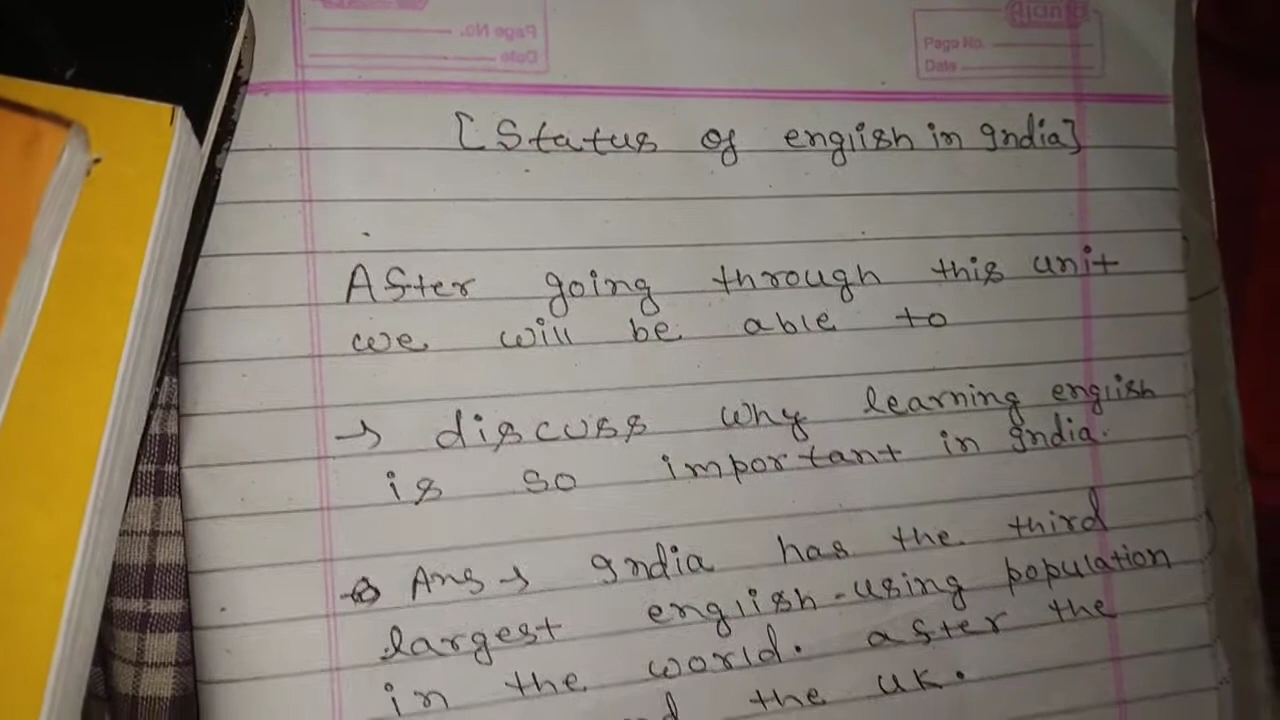 Page No.
Date
Ajanta
Page No.
Date
[Status of english in India]
After going through this unit
we will be able to
→ discuss why learning english
is so important in India.
Ans → India has the third
largest english-using population
in the world. after the
the UK.